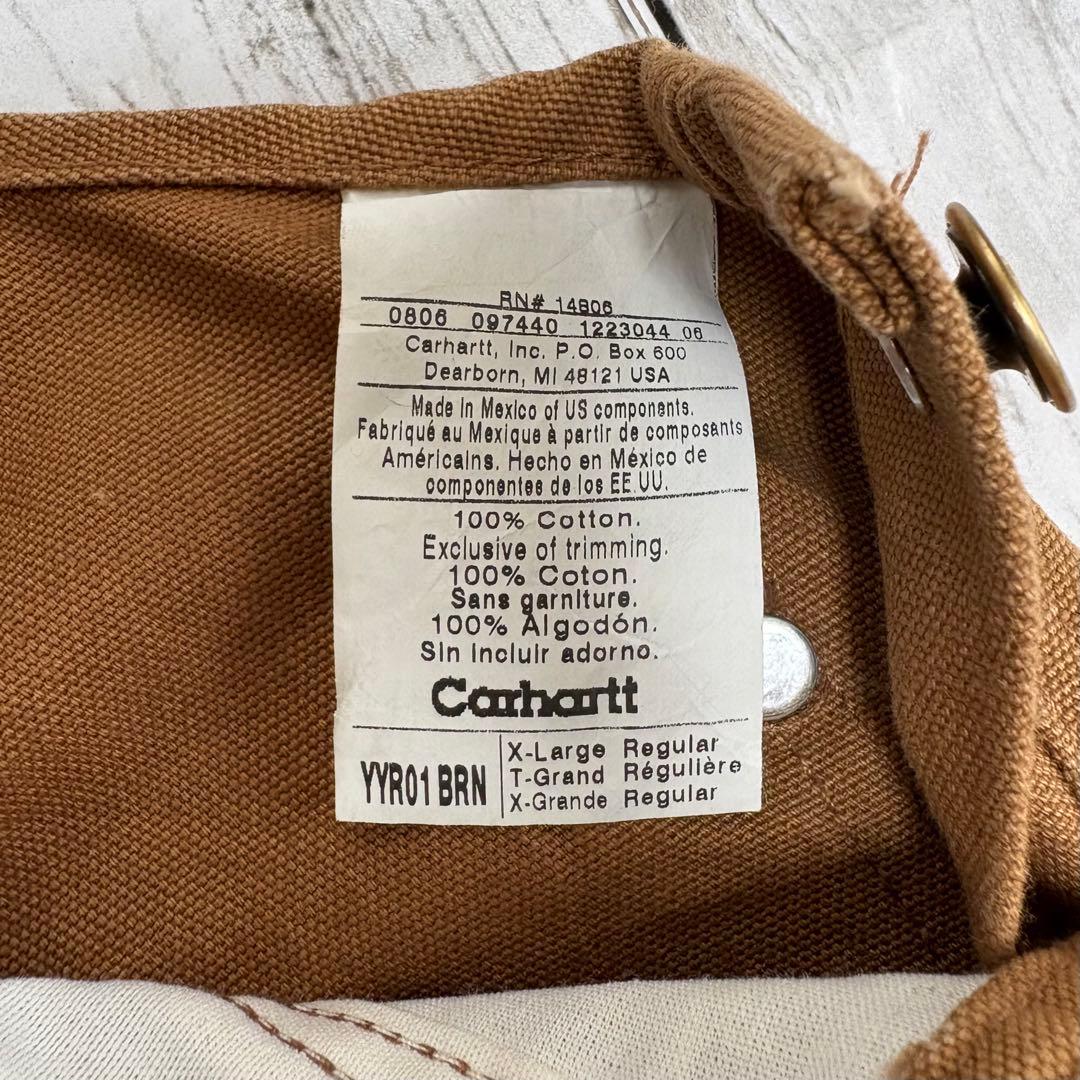 RN# 14806
0806 097440 1223044 06
Carhartt, Inc. P.O. Box 600
Dearborn, MI 48121 USA
Made In Mexico of US components.
Fabriqué au Mexique à partir de composants
Américains. Hecho en México de
componentes de los EE.UU.
100% Cotton.
Exclusive of trimming.
100% Coton.
Sans garniture.
100% Algodón.
Sin incluir adorno.
Carhartt
YYR01 BRN
X-Large Regular
T-Grand Régulière
X-Grande Regular